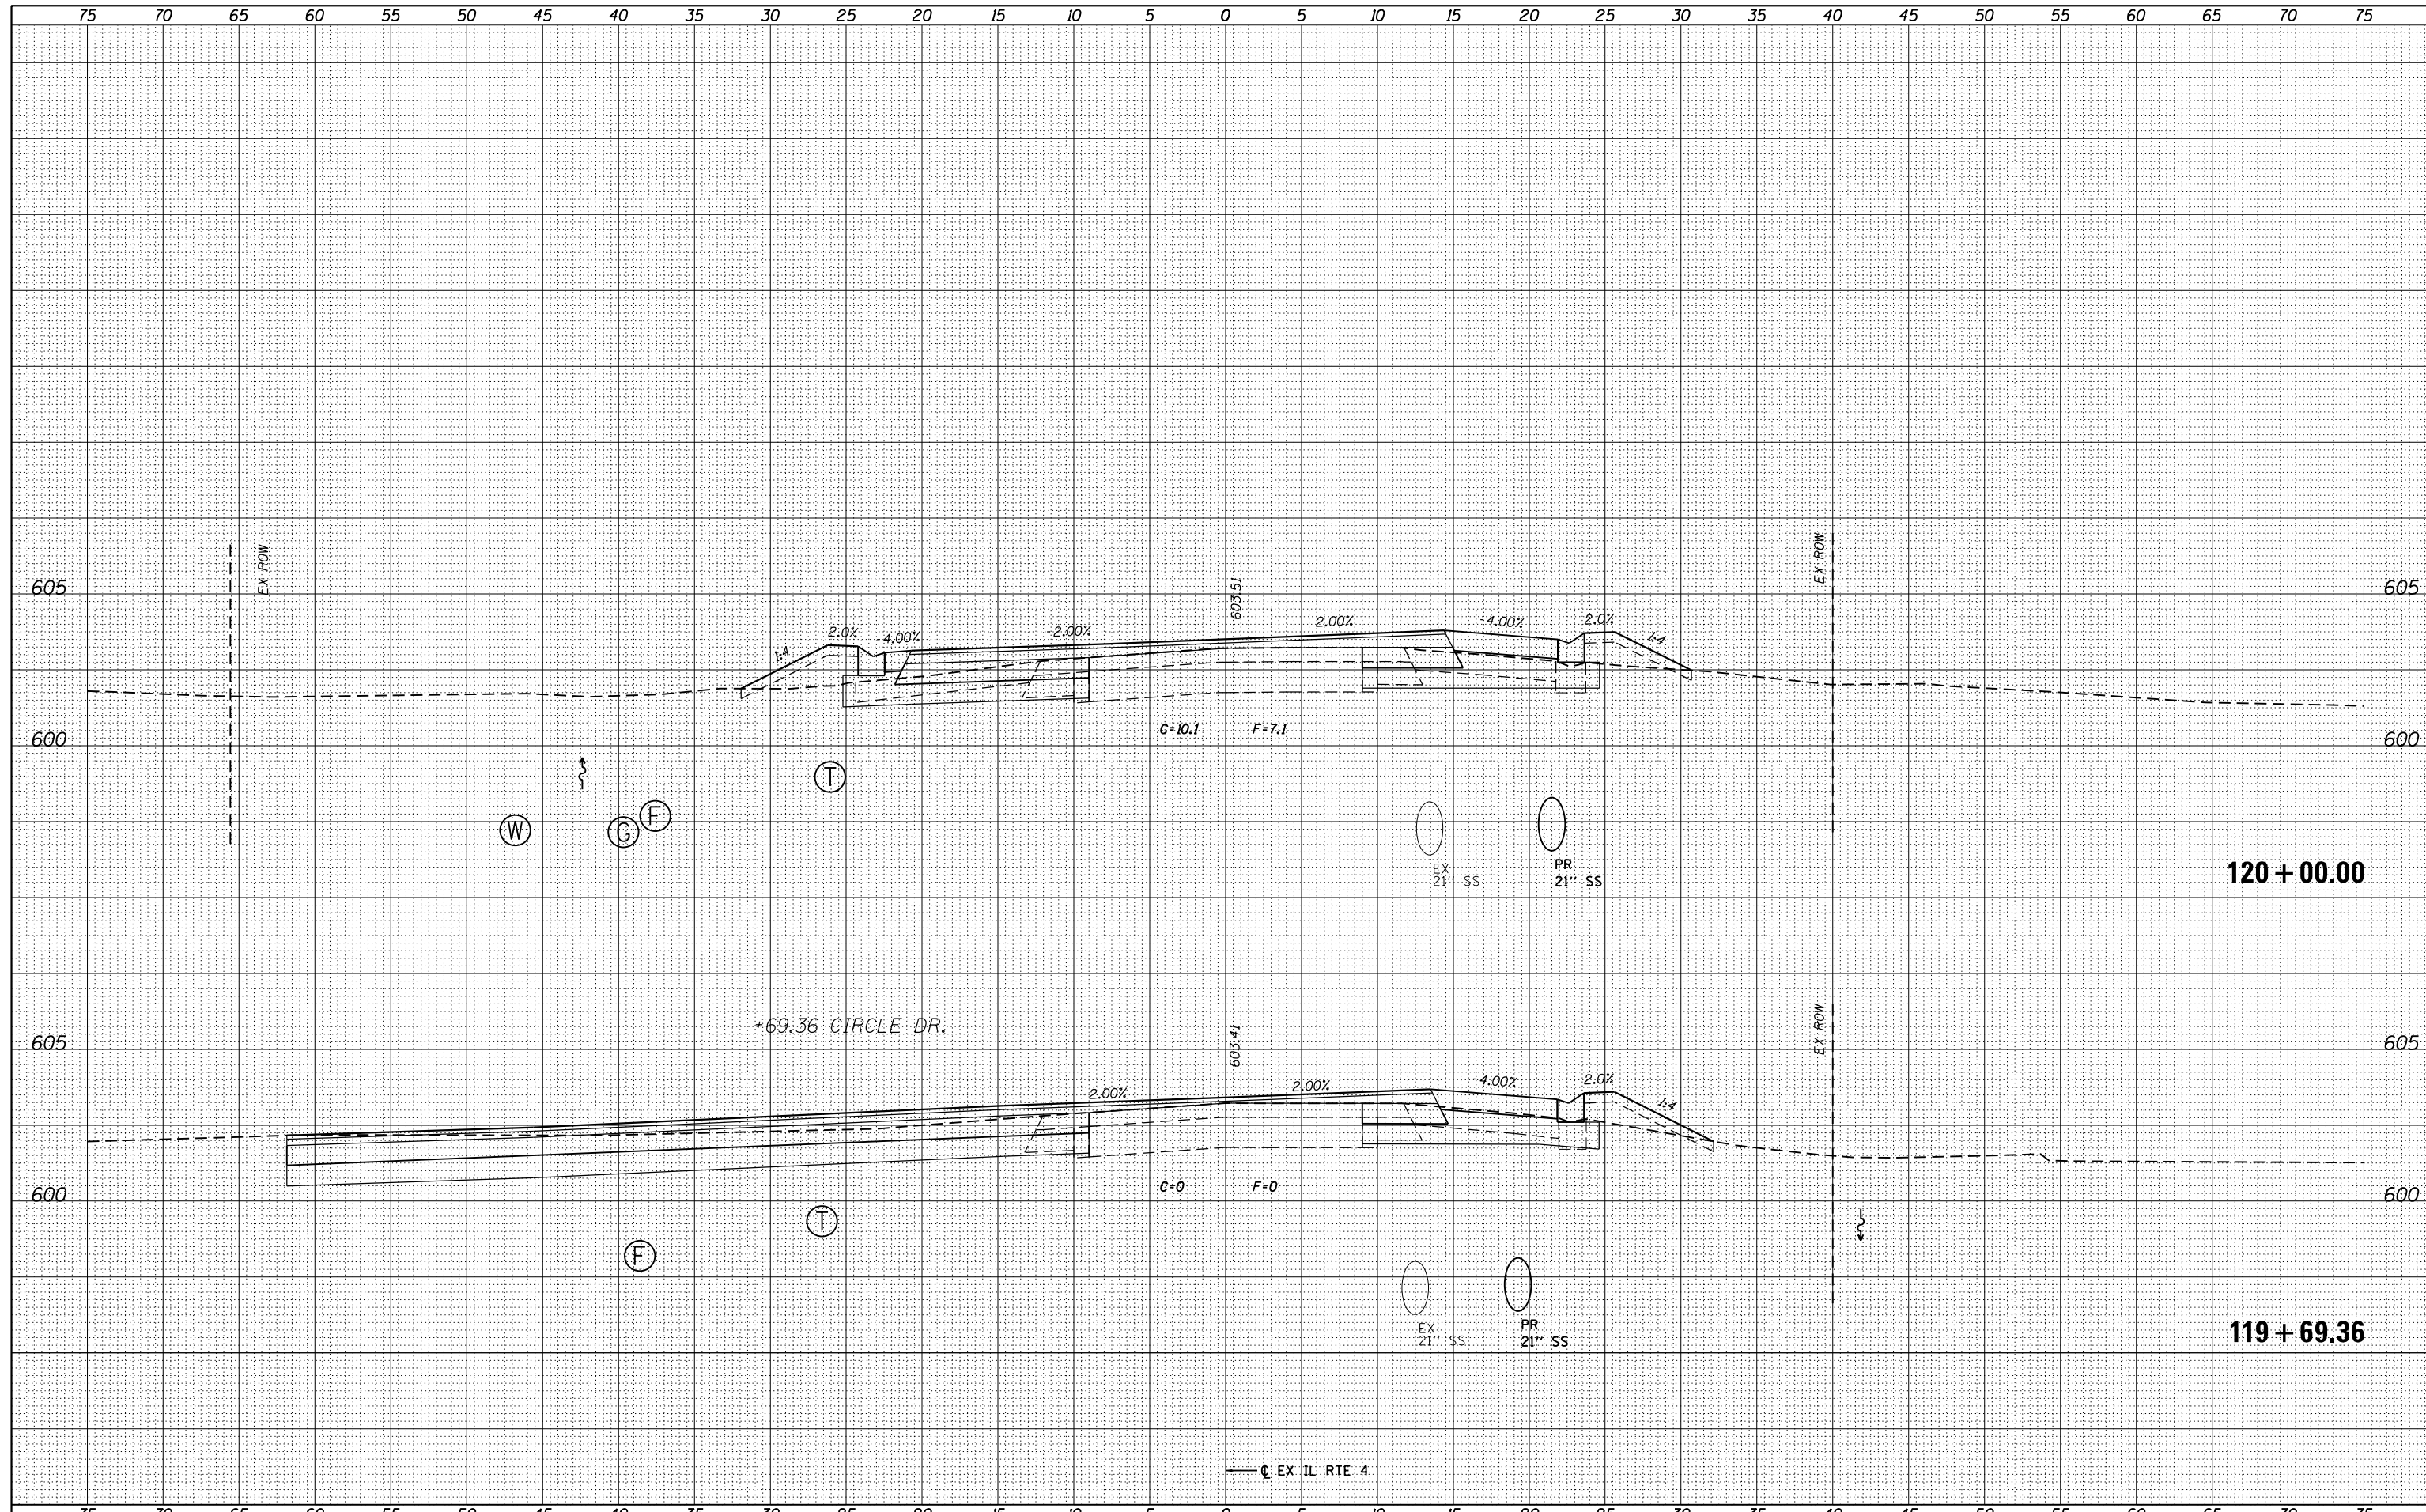 75 70 65 60 55 50 45 40 35 30 25 20 15 10 5 0 5 10 15 20 25 30 35 40 45 50 55 60 65 70 75
EX ROW
EX ROW
605
603.51
605
2.0%
-4.00%
-2.00%
2.00%
-4.00%
2.0%
1:4
1:4
600
C=10.1 F=7.1
600
T
W
G
F
EX
21'' SS
PR
21'' SS
120+00.00
+69.36 CIRCLE DR.
EX ROW
605
603.41
605
-2.00%
2.00%
-4.00%
2.0%
1:4
600
C=0 F=0
600
T
F
EX
21'' SS
PR
21'' SS
119+69.36
℄ EX IL RTE 4